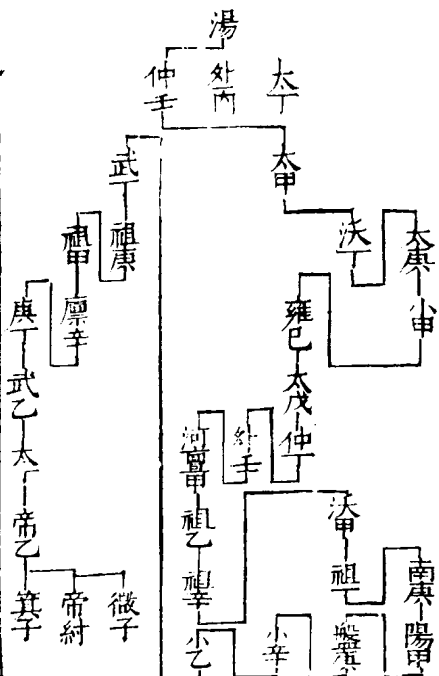 湯
太丁
外丙
仲壬
太甲
沃丁
太庚
小甲
雍己
太戊
仲丁
外壬
河亶甲
祖乙
祖辛
沃甲
祖丁
南庚
陽甲
盤庚
小辛
小乙
武丁
祖庚
祖甲
廩辛
庚丁
武乙
太丁
帝乙
微子
帝紂
箕子